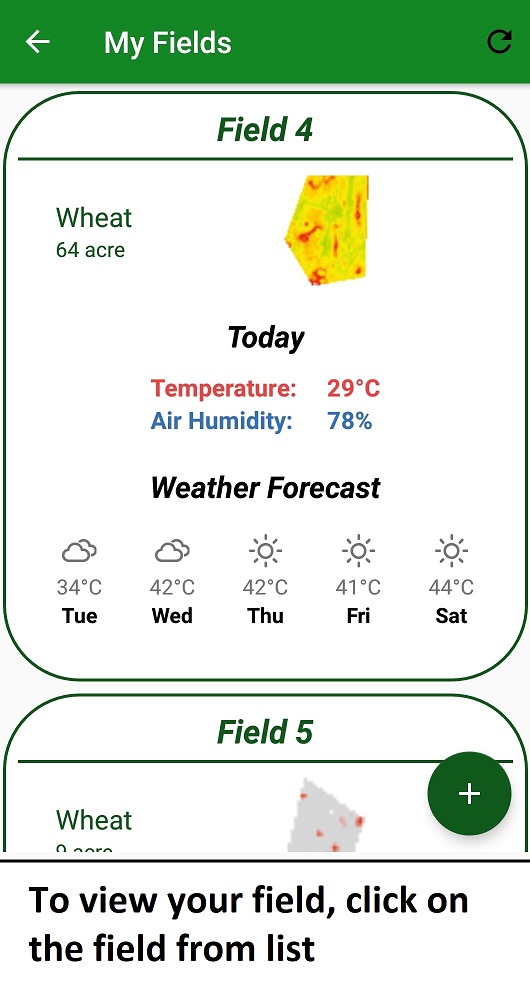 My Fields
Field 4
Wheat
64 acre
Today
Temperature: 29°C
Air Humidity: 78%
Weather Forecast
34°C 42°C 42°C 41°C 44°C
Tue Wed Thu Fri Sat
Field 5
Wheat
9 acre
To view your field, click on
the field from list